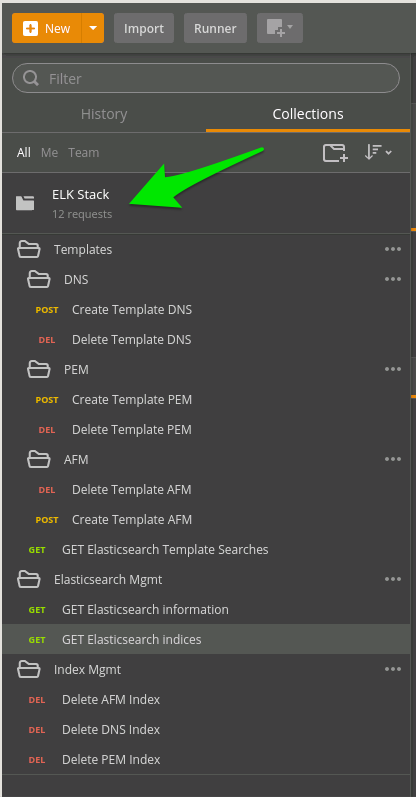 New Import Runner
Filter
History Collections
All Me Team
ELK Stack
12 requests
Templates
DNS
POST Create Template DNS
DEL Delete Template DNS
PEM
POST Create Template PEM
DEL Delete Template PEM
AFM
DEL Delete Template AFM
POST Create Template AFM
GET GET Elasticsearch Template Searches
Elasticsearch Mgmt
GET GET Elasticsearch information
GET GET Elasticsearch indices
Index Mgmt
DEL Delete AFM Index
DEL Delete DNS Index
DEL Delete PEM Index